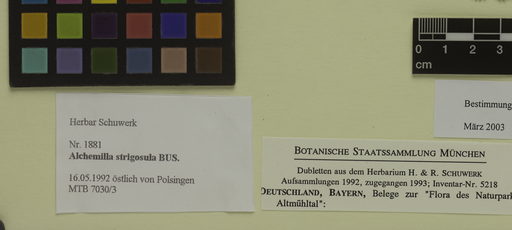 0 1 2 3
cm
Herbar Schuwerk
Nr. 1881
Alchemilla strigosula BUS.
16.05.1992 östlich von Polsingen
MTB 7030/3
Bestimmung
März 2003
BOTANISCHE STAATSSAMMLUNG MÜNCHEN
Dubletten aus dem Herbarium H. & R. SCHUWERK
Aufsammlungen 1992, zugegangen 1993; Inventar-Nr. 5218
DEUTSCHLAND, BAYERN, Belege zur "Flora des Naturpark
Altmühltal":